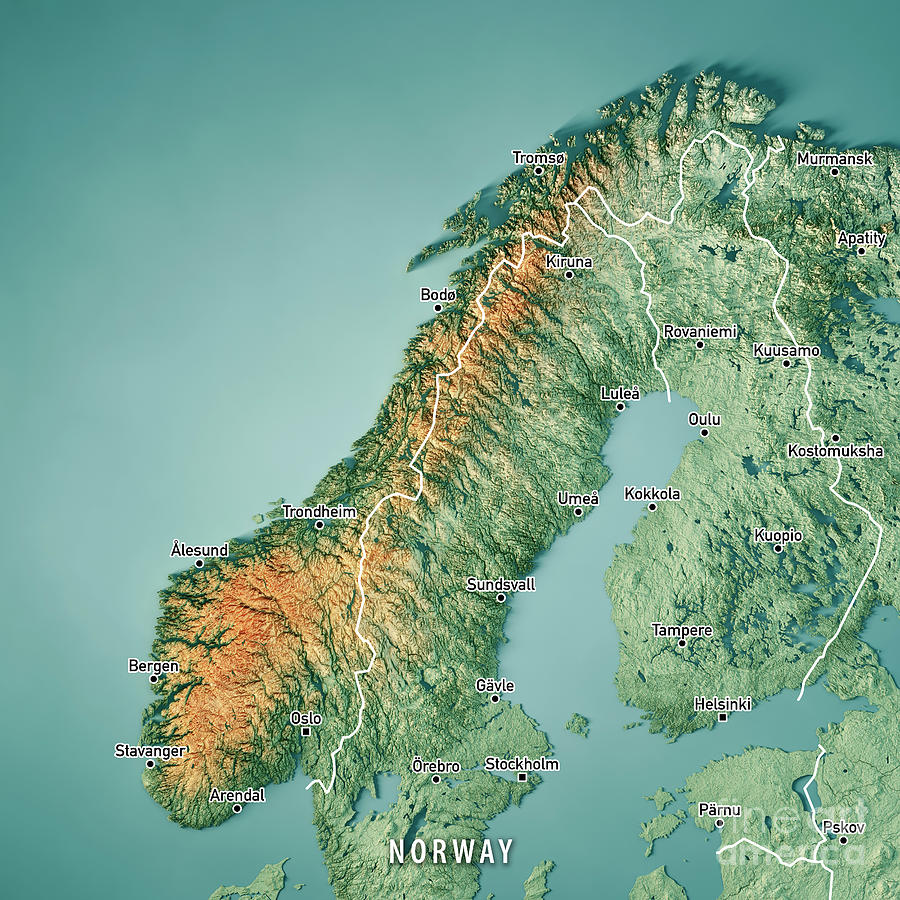 Tromsø
Murmansk
Apatity
Kiruna
Bodø
Rovaniemi
Kuusamo
Luleå
Oulu
Kostomuksha
Umeå
Kokkola
Trondheim
Kuopio
Ålesund
Sundsvall
Tampere
Bergen
Gävle
Helsinki
Oslo
Stavanger
Örebro
Stockholm
Arendal
Pärnu
fine art
america
Pskov
NORWAY